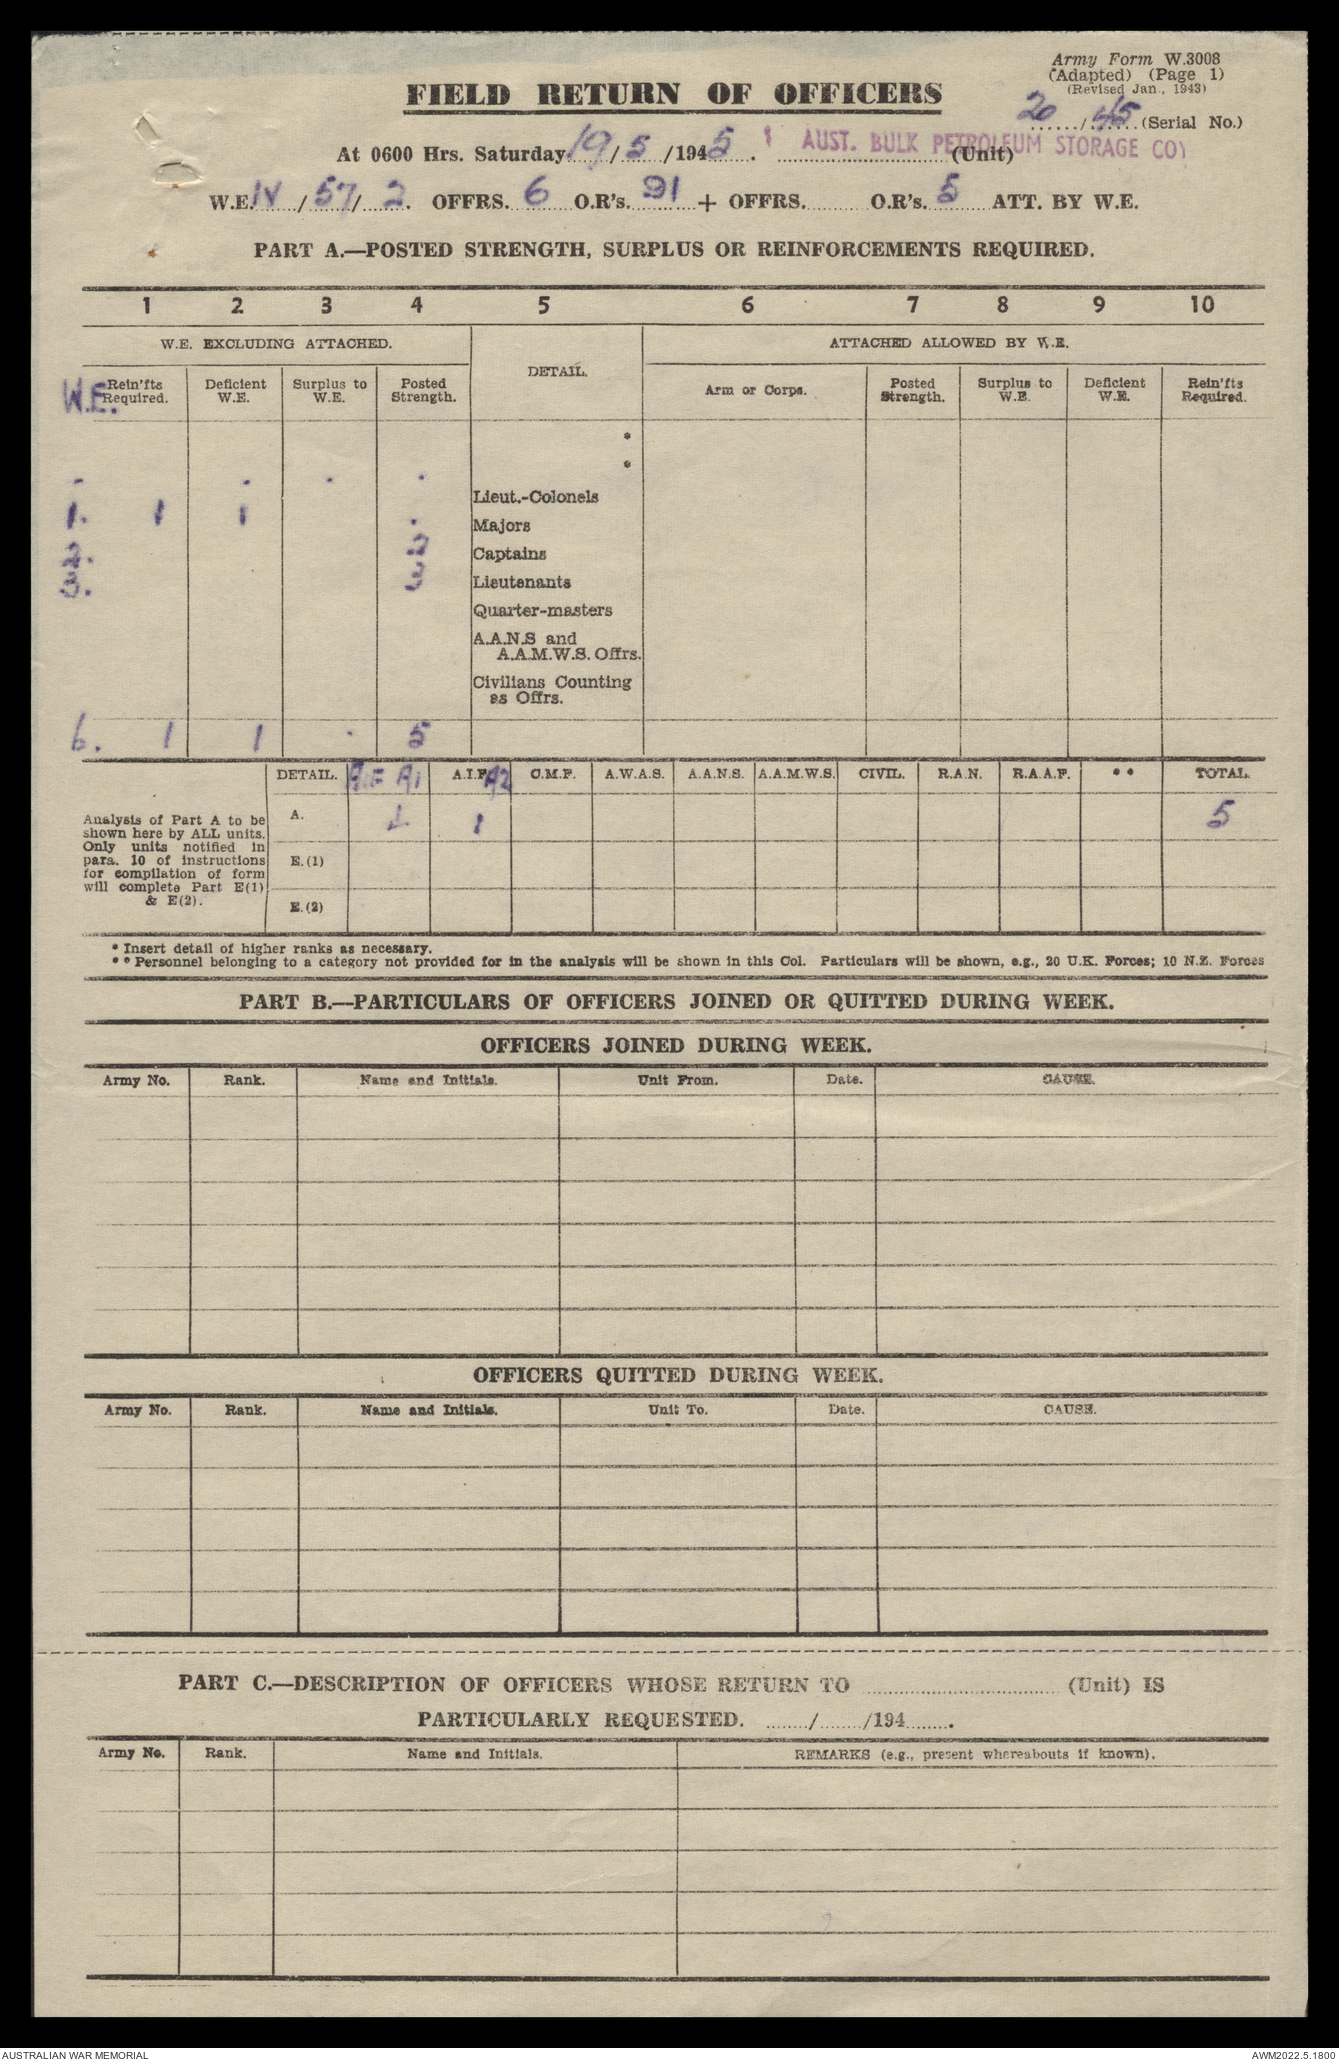 Army Form W.3008
(Adapted) (Page 1)
(Revised Jan., 1943)
FIELD RETURN OF OFFICERS
20/45 (Serial No.)
At 0600 Hrs. Saturday 19/5/1945. 1 AUST. BULK PETROLEUM STORAGE COY (Unit)
W.E. IV/57/2. OFFRS. 6 O.R's. 91 + OFFRS. ........ O.R's. 5 ATT. BY W.E.
PART A.—POSTED STRENGTH, SURPLUS OR REINFORCEMENTS REQUIRED.
1 2 3 4 5 6 7 8 9 10
W.E. EXCLUDING ATTACHED. DETAIL. ATTACHED ALLOWED BY W.E.
W.E. Rein'fts Required. Deficient W.E. Surplus to W.E. Posted Strength. Arm or Corps. Posted Strength. Surplus to W.E. Deficient W.E. Rein'fts Required.
*
*
- . . . Lieut.-Colonels
1. 1 1 . Majors
2. 2 Captains
3. 3 Lieutenants
Quarter-masters
A.A.N.S and
A.A.M.W.S. Offrs.
Civilians Counting
as Offrs.
6. 1 1 . 5
DETAIL. AIF A1 A.I.F. A2 C.M.F. A.W.A.S. A.A.N.S. A.A.M.W.S. CIVIL. R.A.N. R.A.A.F. * * TOTAL.
A. 1 5
Analysis of Part A to be
shown here by ALL units.
Only units notified in
para. 10 of instructions
for compilation of form
will complete Part E(1)
& E(2).
E.(1)
E.(2)
* Insert detail of higher ranks as necessary.
* * Personnel belonging to a category not provided for in the analysis will be shown in this Col. Particulars will be shown, e.g., 20 U.K. Forces; 10 N.Z. Forces
PART B.—PARTICULARS OF OFFICERS JOINED OR QUITTED DURING WEEK.
OFFICERS JOINED DURING WEEK.
Army No. Rank. Name and Initials. Unit From. Date. CAUSE.
OFFICERS QUITTED DURING WEEK.
Army No. Rank. Name and Initials. Unit To. Date. CAUSE.
PART C.—DESCRIPTION OF OFFICERS WHOSE RETURN TO ........ (Unit) IS
PARTICULARLY REQUESTED. ......../......../194........
Army No. Rank. Name and Initials. REMARKS (e.g., present whereabouts if known).
AUSTRALIAN WAR MEMORIAL AWM2022.5.1800